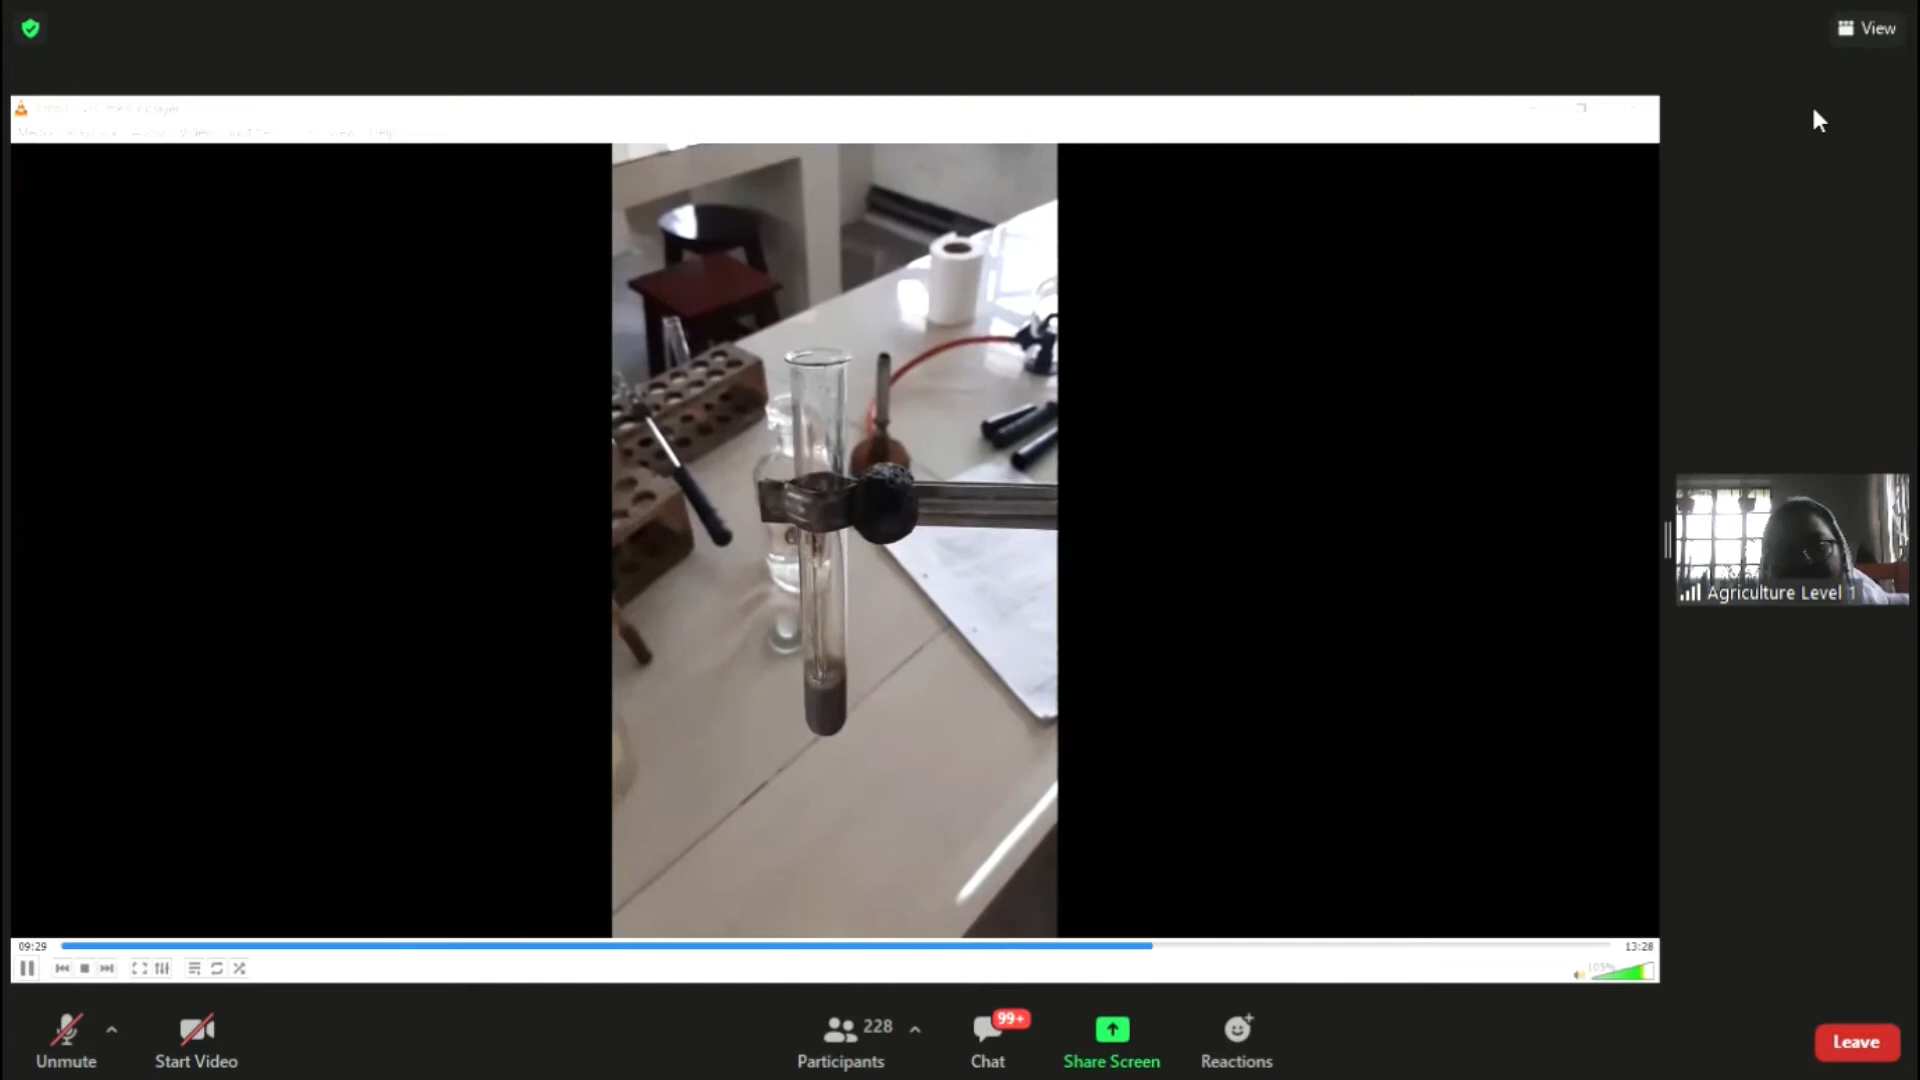 View
Agriculture Level 1
09:29
13:28
105%
Unmute
Start Video
228
Participants
99+
Chat
Share Screen
Reactions
Leave